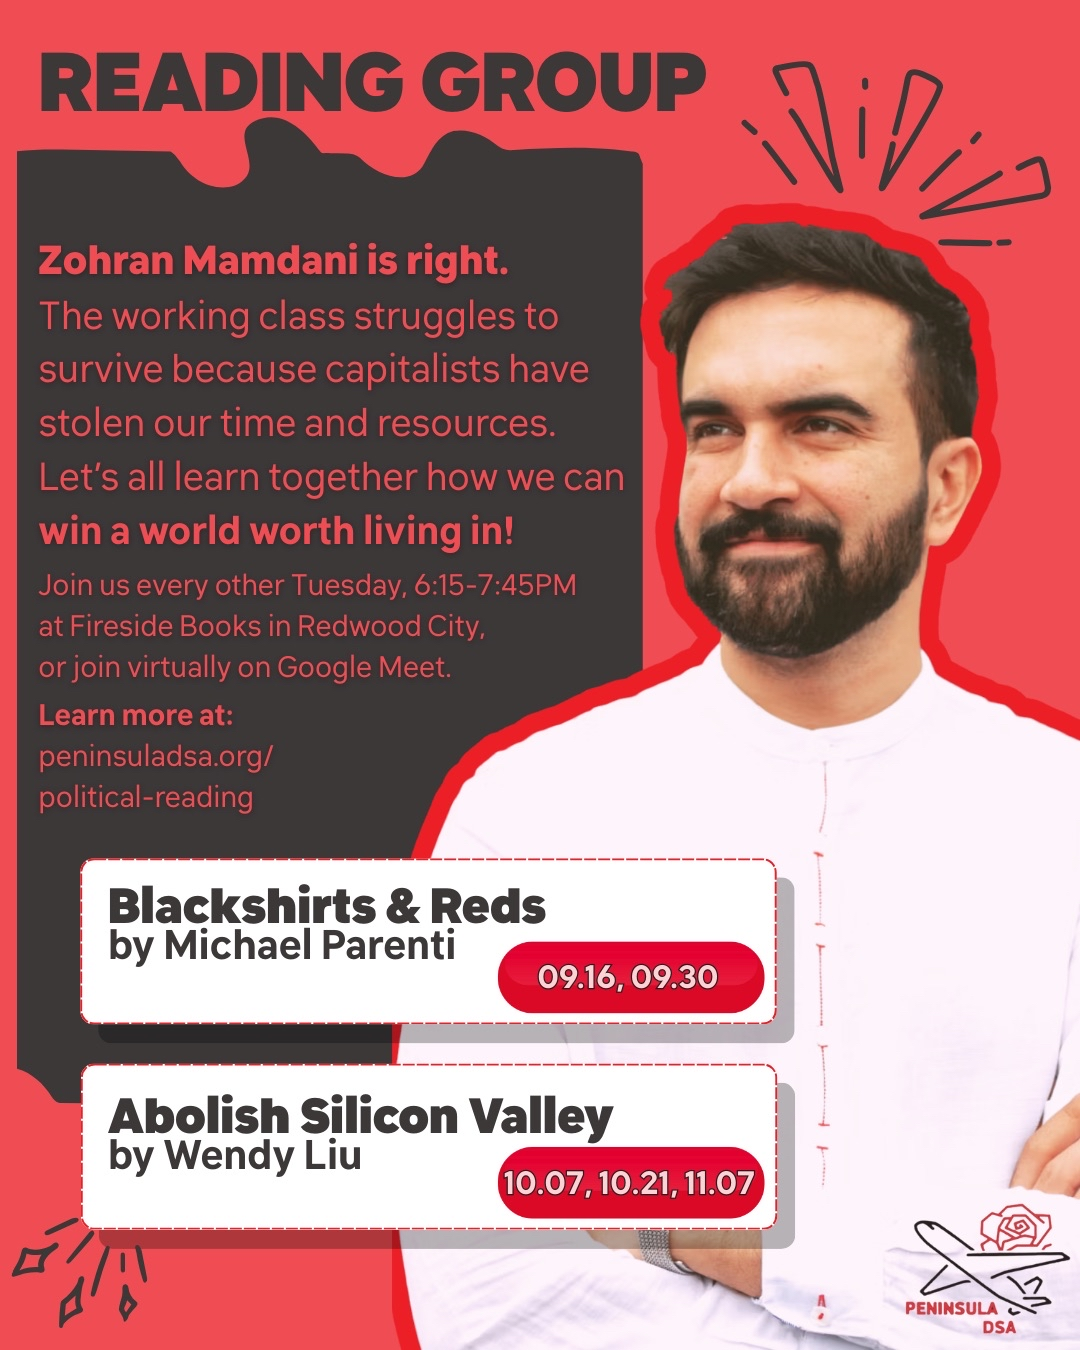 READING GROUP
Zohran Mamdani is right.
The working class struggles to
survive because capitalists have
stolen our time and resources.
Let's all learn together how we can
win a world worth living in!
Join us every other Tuesday, 6:15-7:45PM
at Fireside Books in Redwood City,
or join virtually on Google Meet.
Learn more at:
peninsuladsa.org/
political-reading
Blackshirts & Reds
by Michael Parenti
09.16, 09.30
Abolish Silicon Valley
by Wendy Liu
10.07, 10.21, 11.07
PENINSULA
DSA